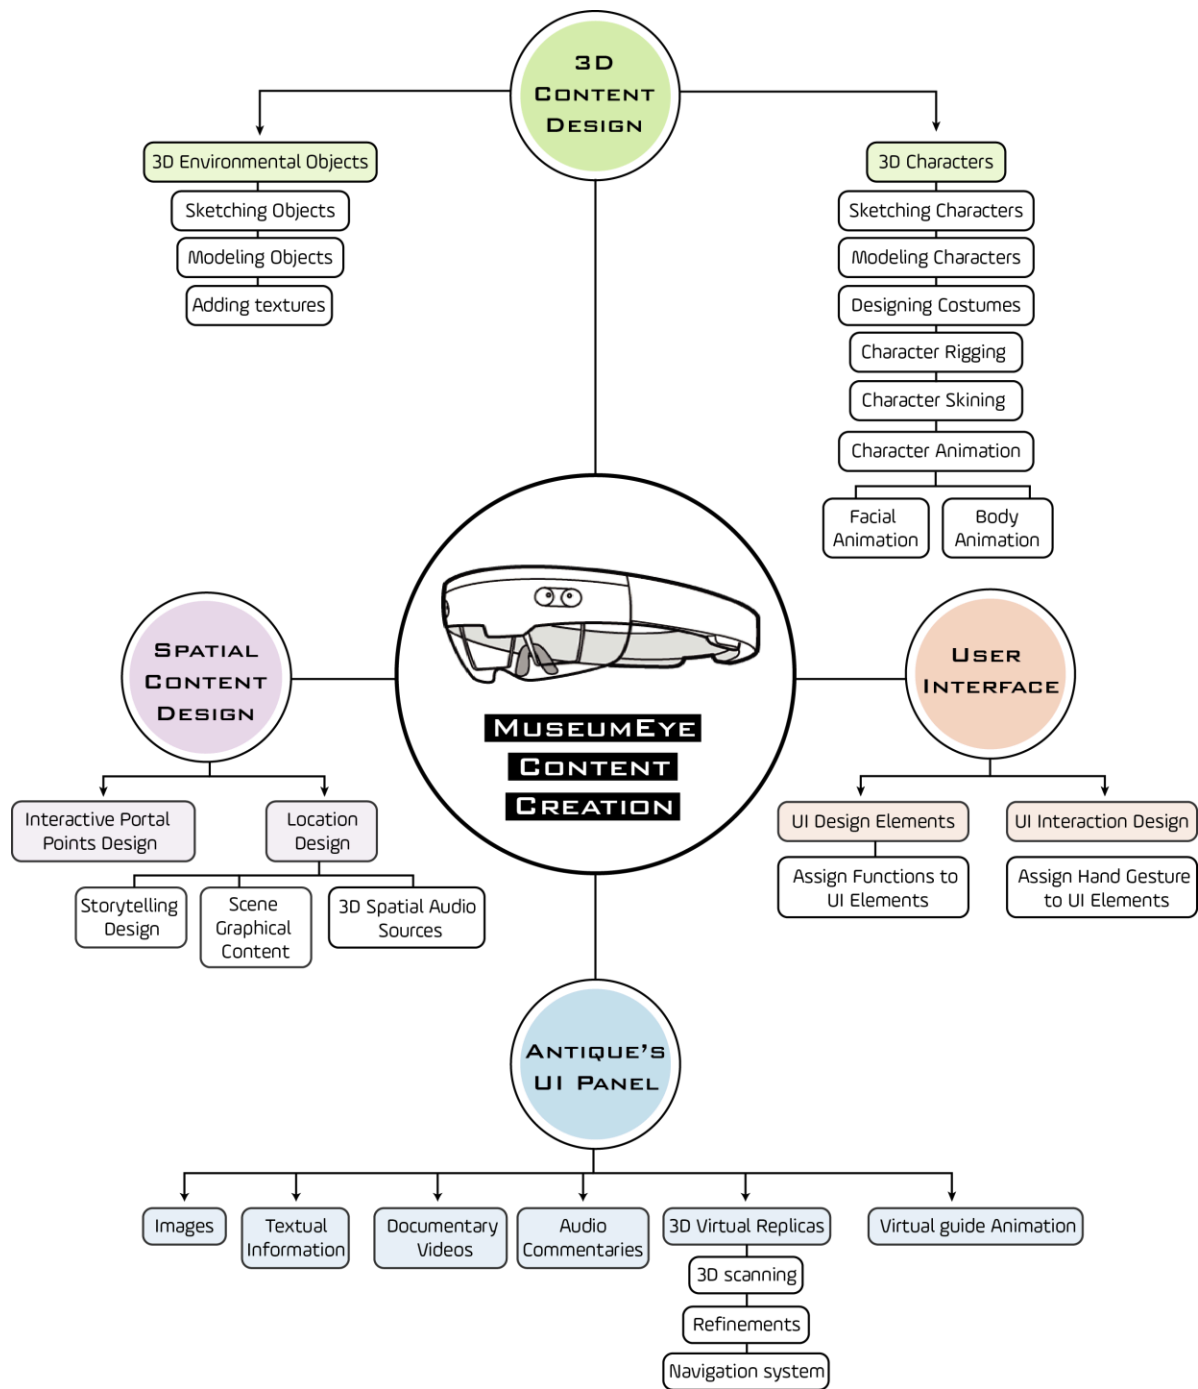 3D
CONTENT
DESIGN
3D Environmental Objects
Sketching Objects
Modeling Objects
Adding textures
3D Characters
Sketching Characters
Modeling Characters
Designing Costumes
Character Rigging
Character Skining
Character Animation
Facial
Animation
Body
Animation
SPATIAL
CONTENT
DESIGN
Interactive Portal
Points Design
Location
Design
Storytelling
Design
Scene
Graphical
Content
3D Spatial Audio
Sources
MUSEUMEYE
CONTENT
CREATION
USER
INTERFACE
UI Design Elements
Assign Functions to
UI Elements
UI Interaction Design
Assign Hand Gesture
to UI Elements
ANTIQUE'S
UI PANEL
Images
Textual
Information
Documentary
Videos
Audio
Commentaries
3D Virtual Replicas
3D scanning
Refinements
Navigation system
Virtual guide Animation